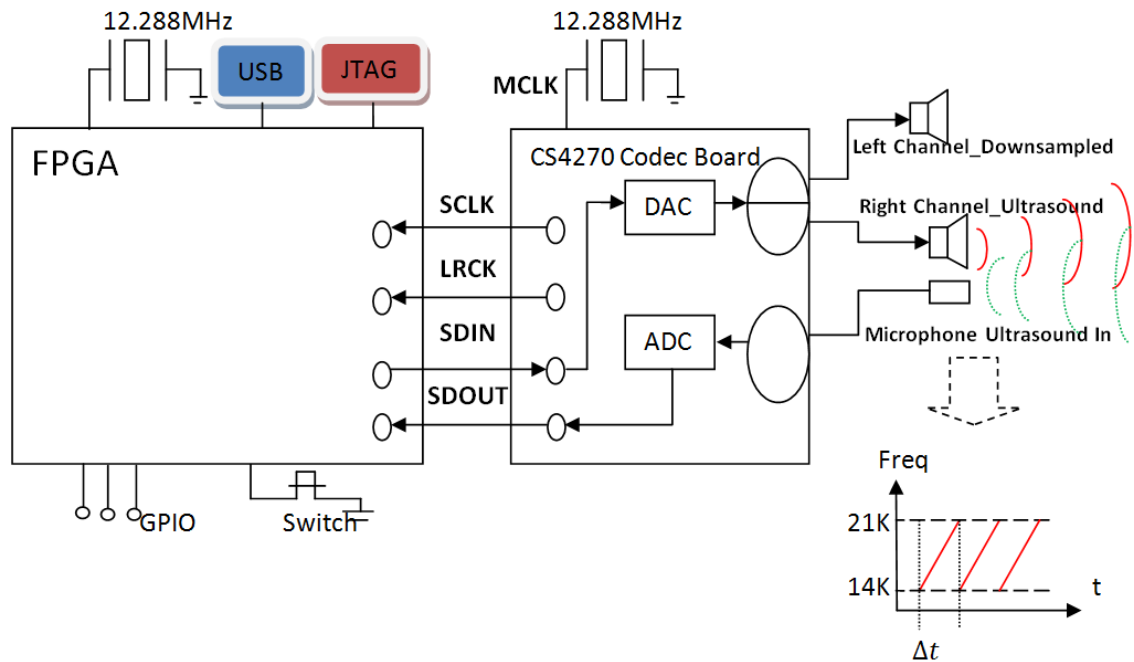 12.288MHz
12.288MHz
USB
JTAG
MCLK
FPGA
CS4270 Codec Board
Left Channel_Downsampled
SCLK
DAC
Right Channel_Ultrasound
LRCK
SDIN
ADC
Microphone Ultrasound In
SDOUT
Freq
GPIO
Switch
21K
14K
t
Δt